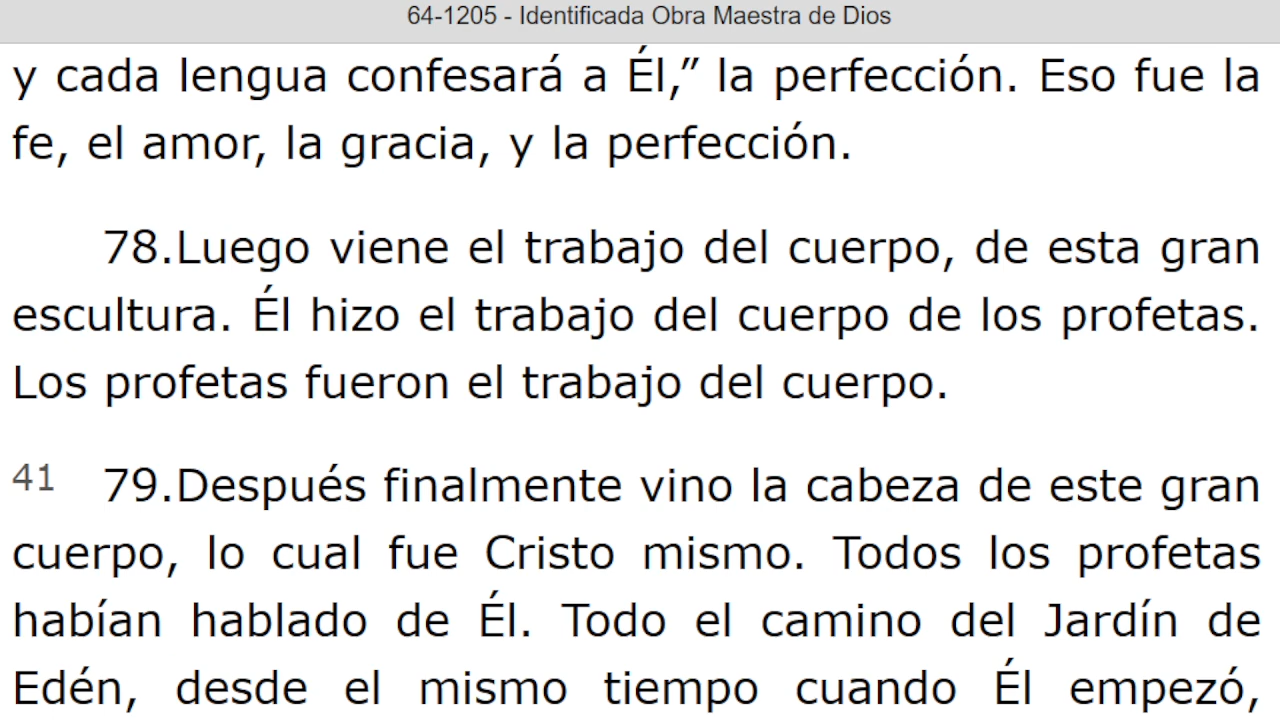 64-1205 - Identificada Obra Maestra de Dios
y cada lengua confesará a Él,” la perfección. Eso fue la
fe, el amor, la gracia, y la perfección.
78.Luego viene el trabajo del cuerpo, de esta gran
escultura. Él hizo el trabajo del cuerpo de los profetas.
Los profetas fueron el trabajo del cuerpo.
41 79.Después finalmente vino la cabeza de este gran
cuerpo, lo cual fue Cristo mismo. Todos los profetas
habían hablado de Él. Todo el camino del Jardín de
Edén, desde el mismo tiempo cuando Él empezó,